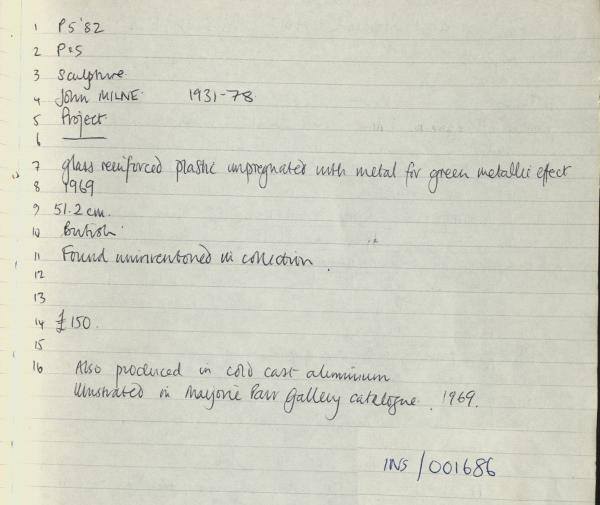 1 PS'82
2 P+S
3 Sculpture
4 John MILNE 1931-78
5 Project
6
7 glass reinforced plastic impregnated with metal for green metallic effect
8 1969
9 51.2 cm.
10 British
11 Found uninventoried in collection.
12
13
14 £150.
15
16 Also produced in cold cast aluminium
Illustrated in Marjorie Parr Gallery catalogue. 1969.
INS/001686